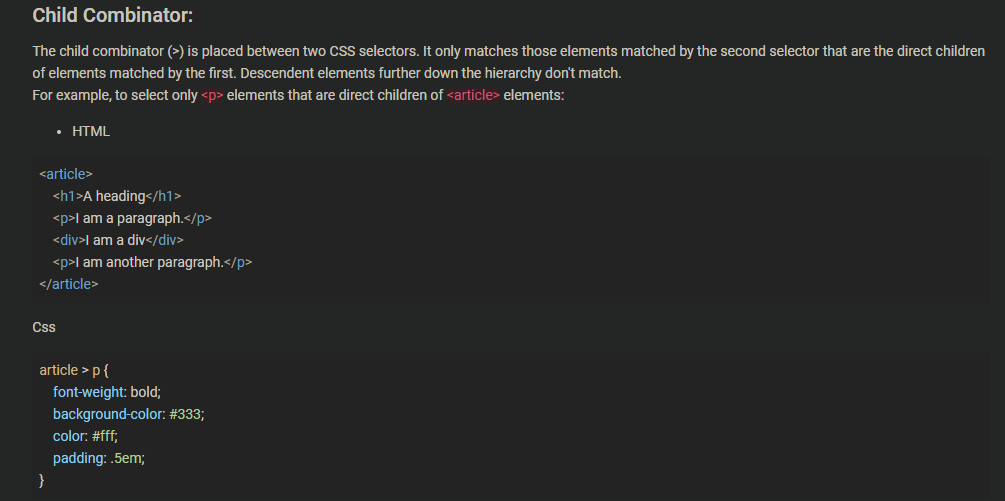 Child Combinator:
The child combinator (>) is placed between two CSS selectors. It only matches those elements matched by the second selector that are the direct children
of elements matched by the first. Descendent elements further down the hierarchy don't match.
For example, to select only <p> elements that are direct children of <article> elements:
• HTML
<article>
<h1>A heading</h1>
<p>I am a paragraph.</p>
<div>I am a div</div>
<p>I am another paragraph.</p>
</article>
Css
article > p {
font-weight: bold;
background-color: #333;
color: #fff;
padding: .5em;
}